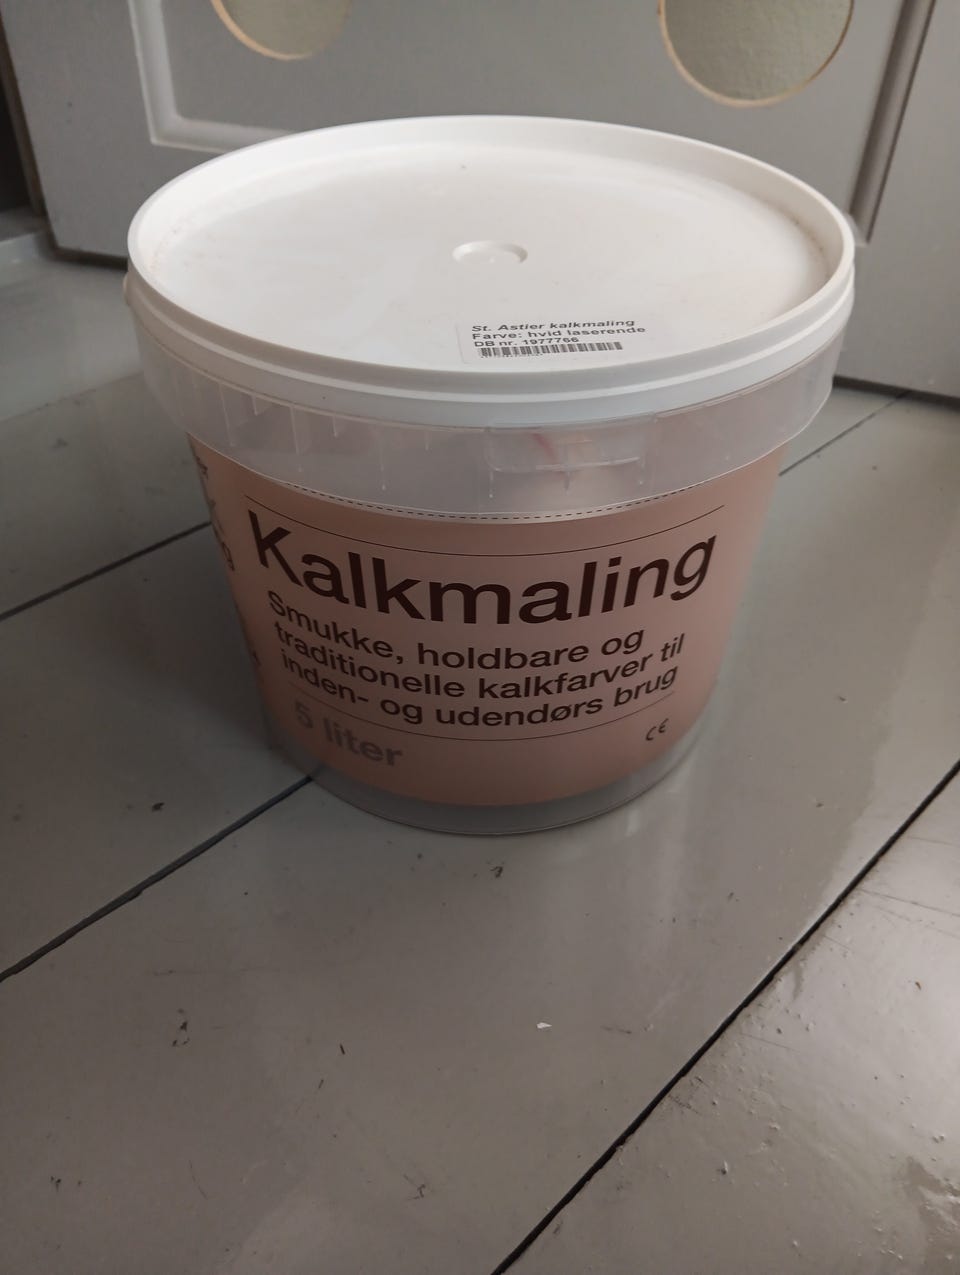 St. Astier kalkmaling
Farve: hvid laserende
DB nr. 1977766
Kalkmaling
Smukke, holdbare og
traditionelle kalkfarver til
inden- og udendørs brug
5 liter
CE